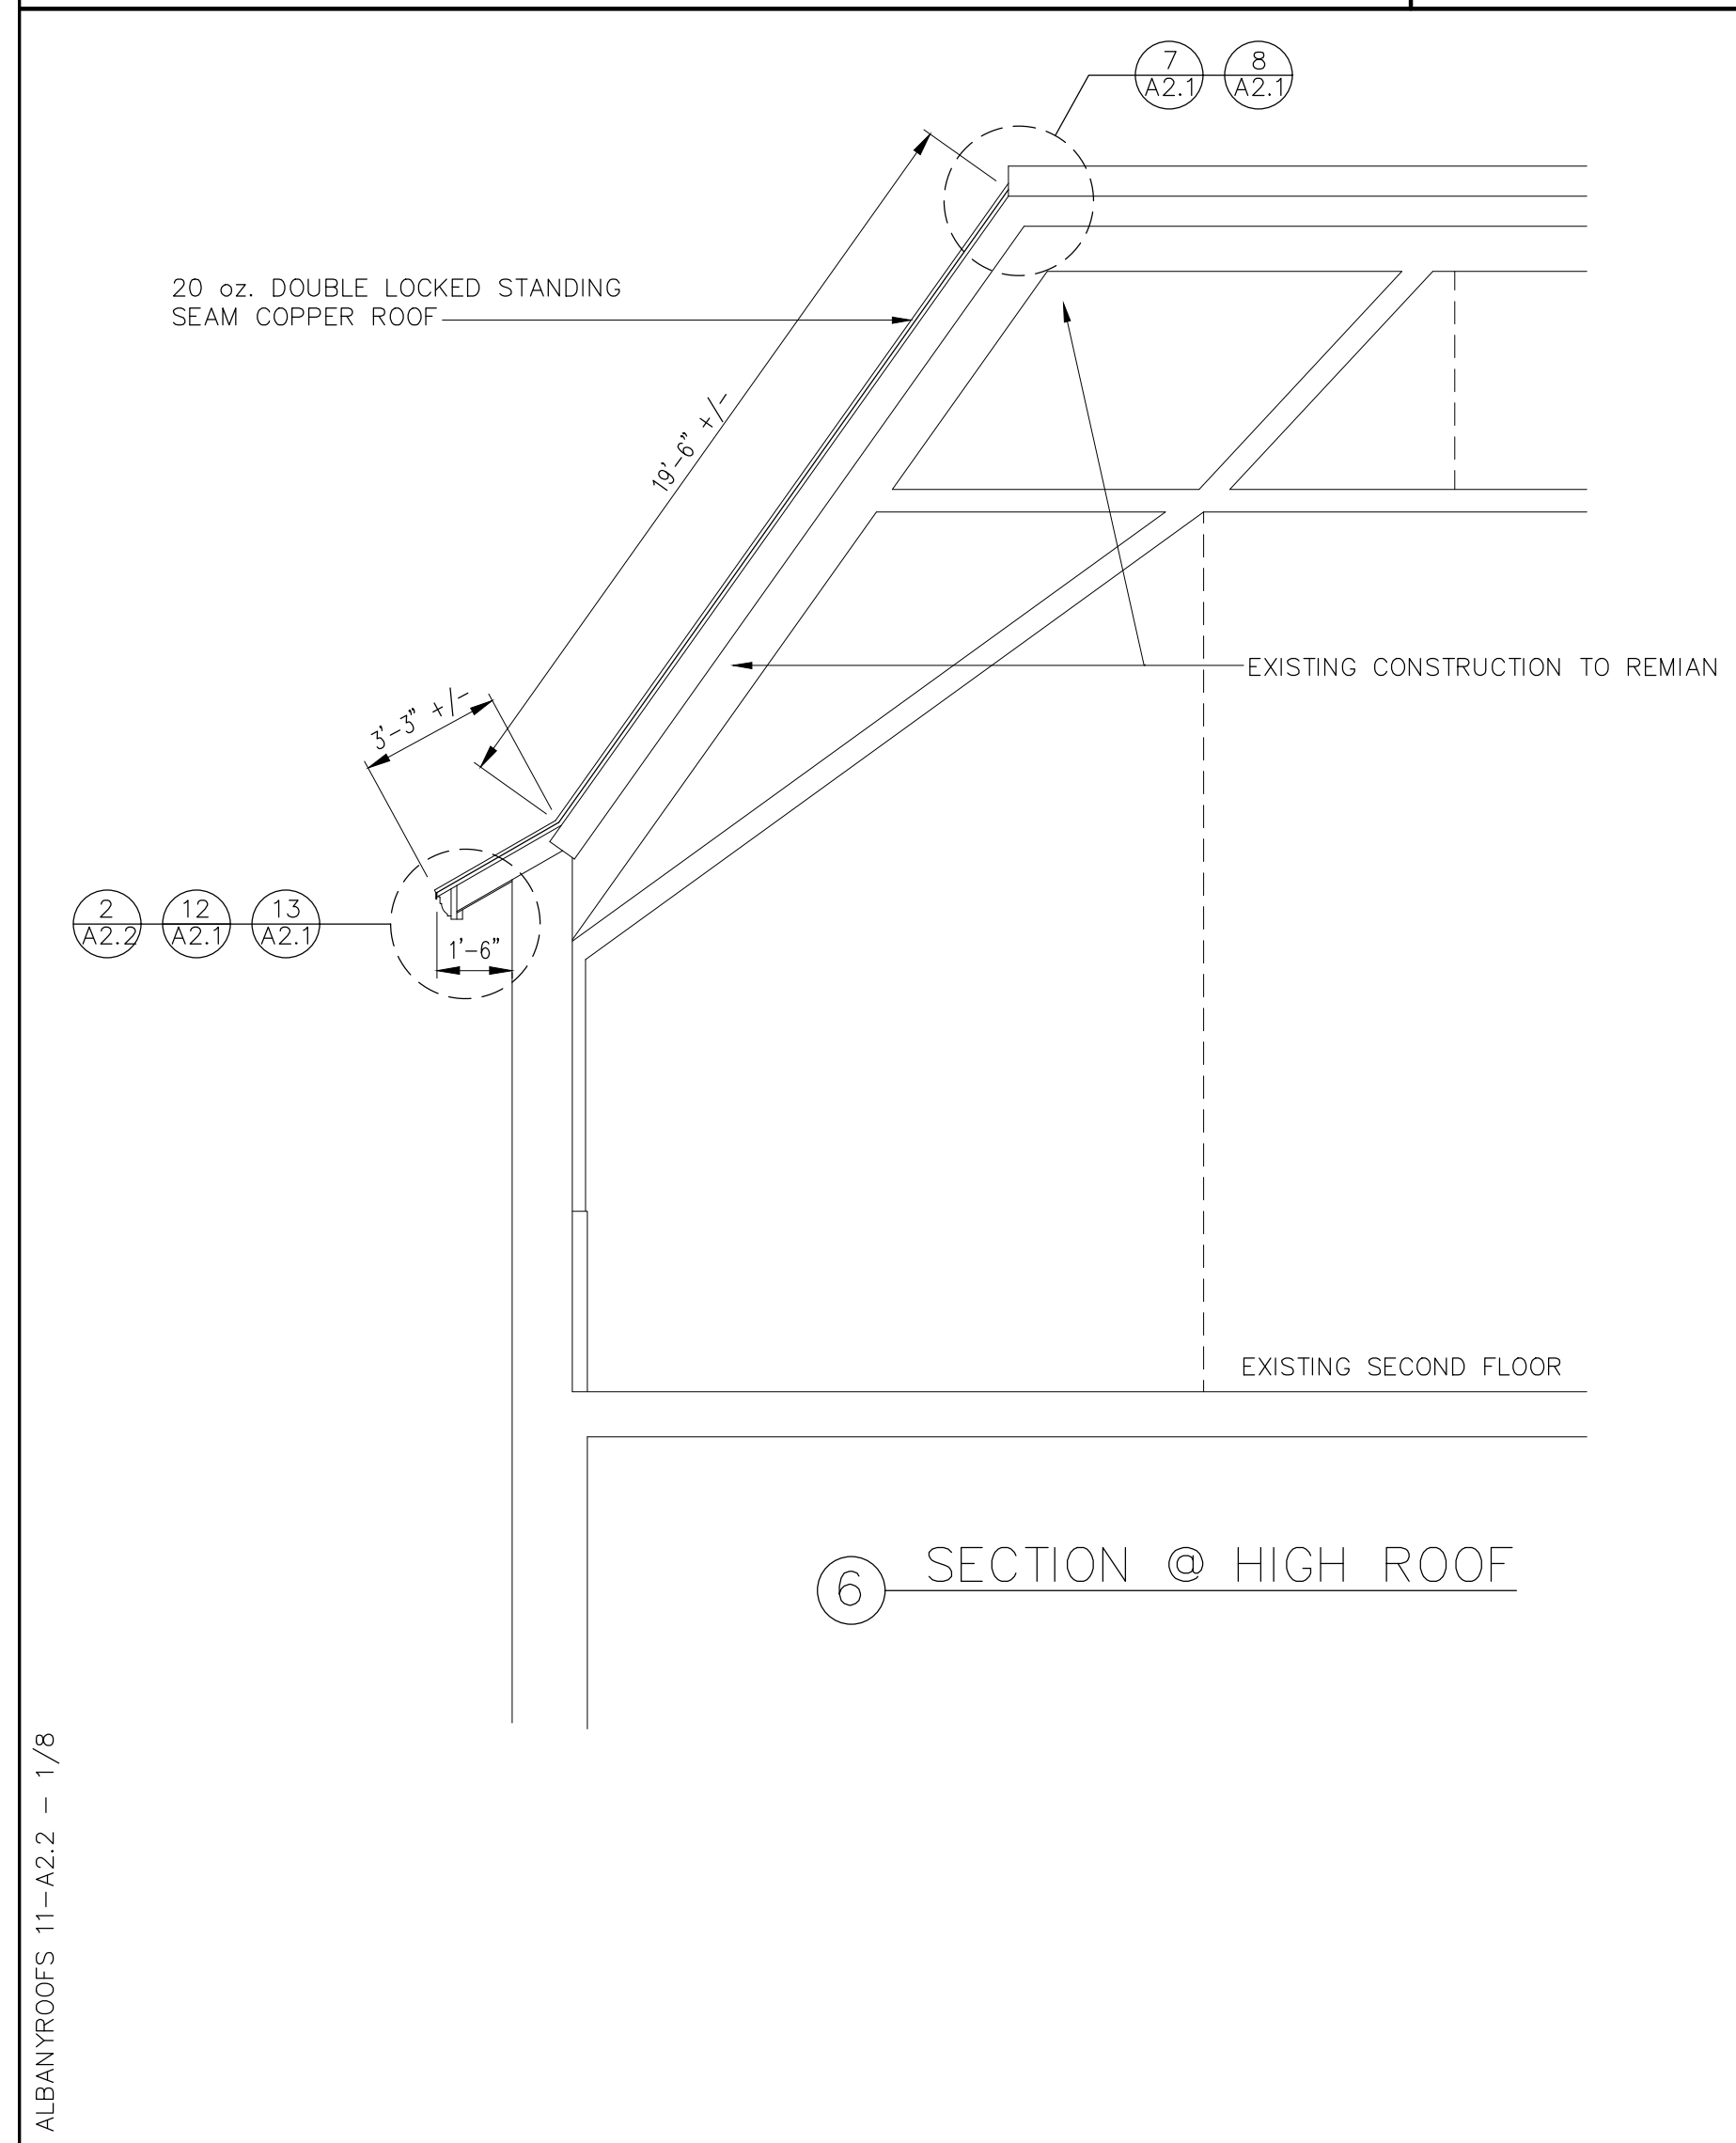 7
A2.1
8
A2.1
20 oz. DOUBLE LOCKED STANDING
SEAM COPPER ROOF
19'-6" +/-
EXISTING CONSTRUCTION TO REMIAN
3'-3" +/-
2
A2.2
12
A2.1
13
A2.1
1'-6"
EXISTING SECOND FLOOR
6
SECTION @ HIGH ROOF
ALBANYROOFS 11-A2.2 - 1/8